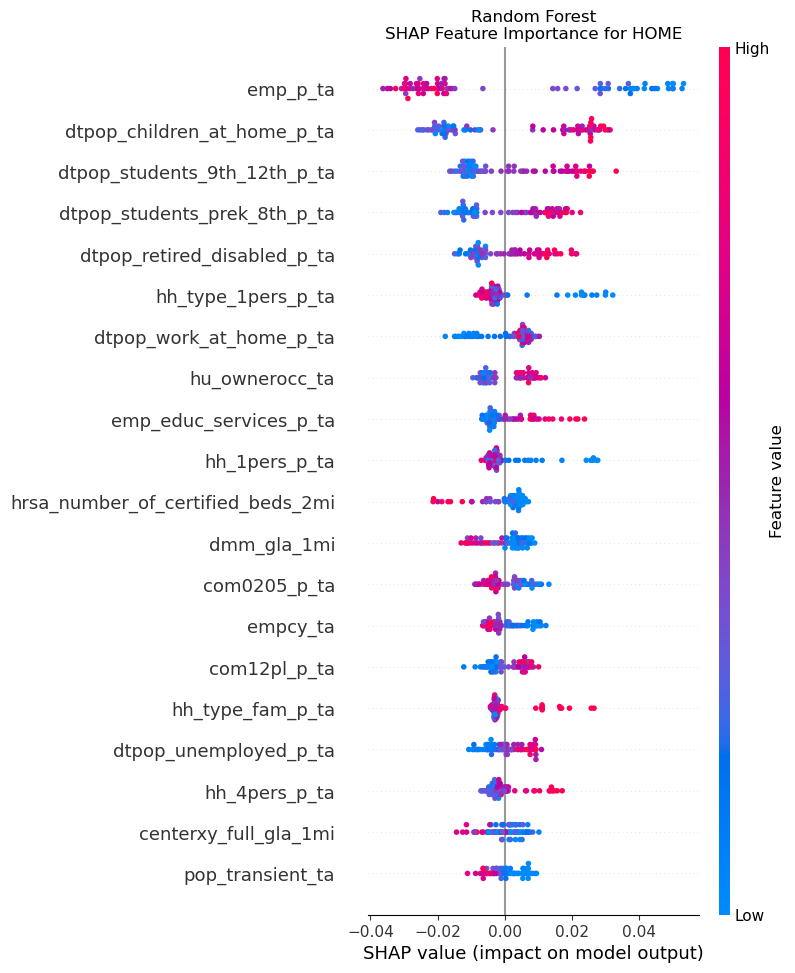 Random Forest
SHAP Feature Importance for HOME
High
emp_p_ta
dtpop_children_at_home_p_ta
dtpop_students_9th_12th_p_ta
dtpop_students_prek_8th_p_ta
dtpop_retired_disabled_p_ta
hh_type_1pers_p_ta
dtpop_work_at_home_p_ta
hu_ownerocc_ta
emp_educ_services_p_ta
hh_1pers_p_ta
hrsa_number_of_certified_beds_2mi
dmm_gla_1mi
com0205_p_ta
empcy_ta
com12pl_p_ta
hh_type_fam_p_ta
dtpop_unemployed_p_ta
hh_4pers_p_ta
centerxy_full_gla_1mi
pop_transient_ta
Feature value
Low
−0.04 −0.02 0.00 0.02 0.04
SHAP value (impact on model output)